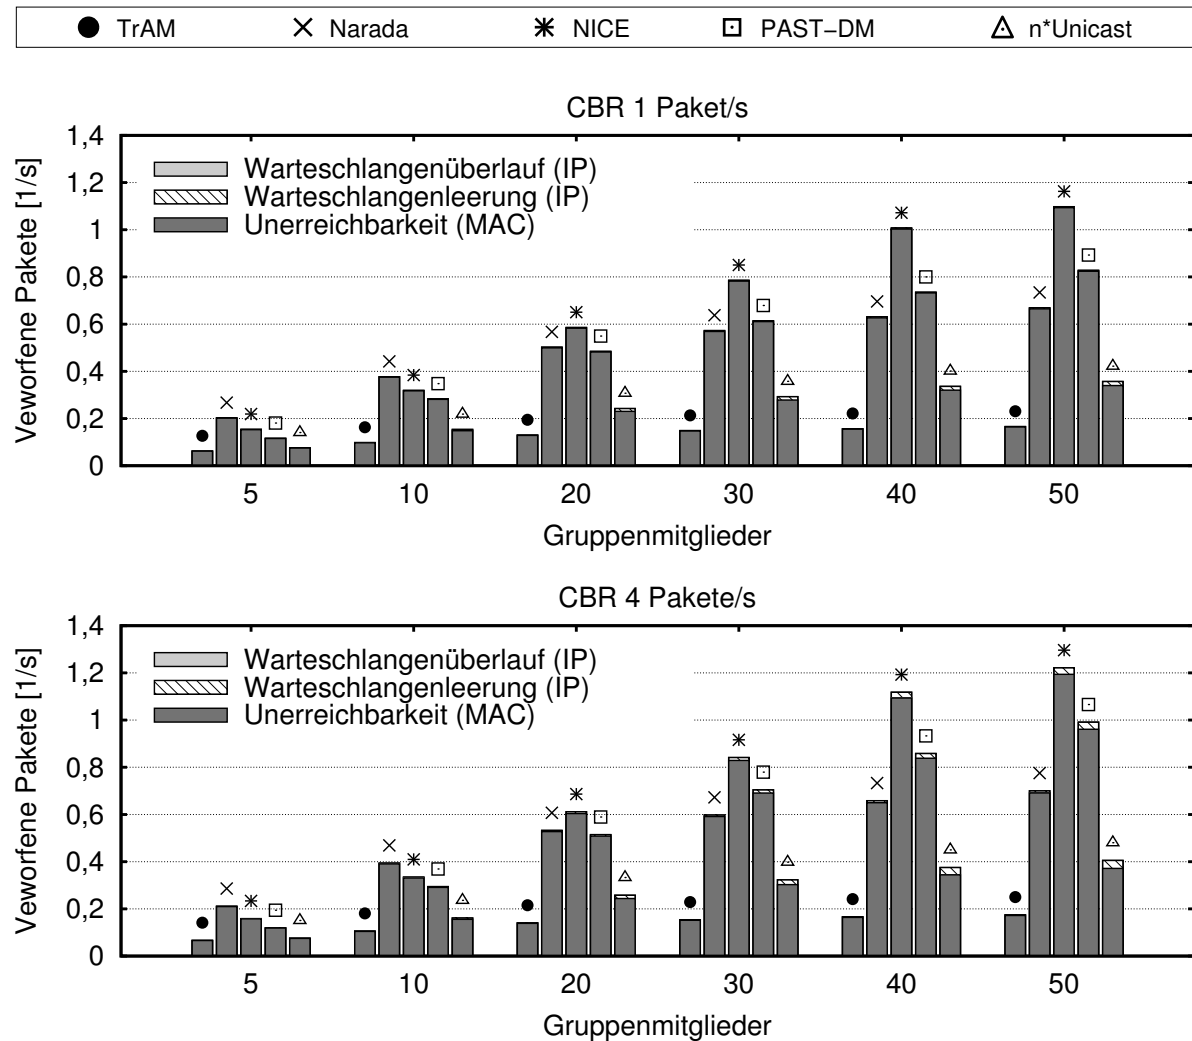 TrAM Narada NICE PAST-DM n*Unicast
CBR 1 Paket/s
Veworfene Pakete [1/s]
1,4
1,2
1
0,8
0,6
0,4
0,2
0
Warteschlangenüberlauf (IP)
Warteschlangenleerung (IP)
Unerreichbarkeit (MAC)
5 10 20 30 40 50
Gruppenmitglieder
CBR 4 Pakete/s
Veworfene Pakete [1/s]
1,4
1,2
1
0,8
0,6
0,4
0,2
0
Warteschlangenüberlauf (IP)
Warteschlangenleerung (IP)
Unerreichbarkeit (MAC)
5 10 20 30 40 50
Gruppenmitglieder